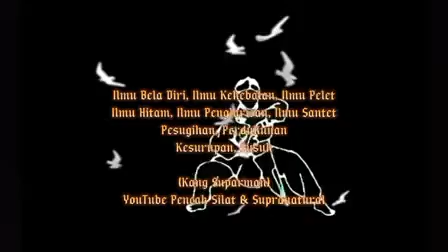 Ilmu Bela Diri, Ilmu Kekebalan, Ilmu Pelet
Ilmu Hitam, Ilmu Pengisian, Ilmu Santet
Pesugihan, Perdukunan
Kesurupan, Susuk
(Kang Suparman)
YouTube Pencak Silat & Supranatural